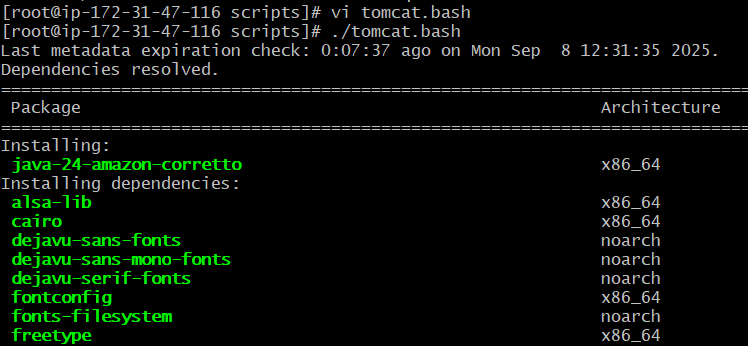 [root@ip-172-31-47-116 scripts]# vi tomcat.bash
[root@ip-172-31-47-116 scripts]# ./tomcat.bash
Last metadata expiration check: 0:07:37 ago on Mon Sep  8 12:31:35 2025.
Dependencies resolved.
================================================================================
 Package                                                    Architecture
================================================================================
Installing:
 java-24-amazon-corretto                                    x86_64
Installing dependencies:
 alsa-lib                                                   x86_64
 cairo                                                      x86_64
 dejavu-sans-fonts                                          noarch
 dejavu-sans-mono-fonts                                     noarch
 dejavu-serif-fonts                                         noarch
 fontconfig                                                 x86_64
 fonts-filesystem                                           noarch
 freetype                                                   x86_64